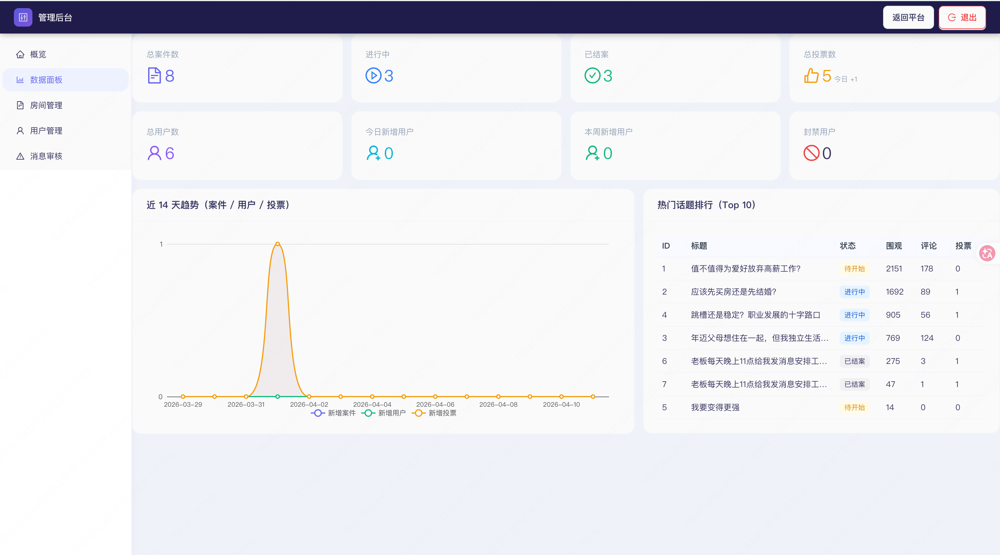 管理后台
返回平台
退出
概览
数据面板
房间管理
用户管理
消息审核
总案件数
8
进行中
3
已结案
3
总投票数
5 今日 +1
总用户数
6
今日新增用户
0
本周新增用户
0
封禁用户
0
近 14 天趋势（案件 / 用户 / 投票）
1
0
2026-03-29 2026-03-31 2026-04-02 2026-04-04 2026-04-06 2026-04-08 2026-04-10
新增案件 新增用户 新增投票
热门话题排行（Top 10）
ID 标题 状态 围观 评论 投票
1 值不值得为爱好放弃高薪工作？ 待开始 2151 178 0
2 应该先买房还是先结婚？ 进行中 1692 89 1
4 跳槽还是稳定？职业发展的十字路口 进行中 905 56 1
3 年迈父母想住在一起，但我独立生活... 进行中 769 124 0
6 老板每天晚上11点给我发消息安排工... 已结案 275 3 1
7 老板每天晚上11点给我发消息安排工... 已结案 47 1 1
5 我要变得更强 待开始 14 0 0